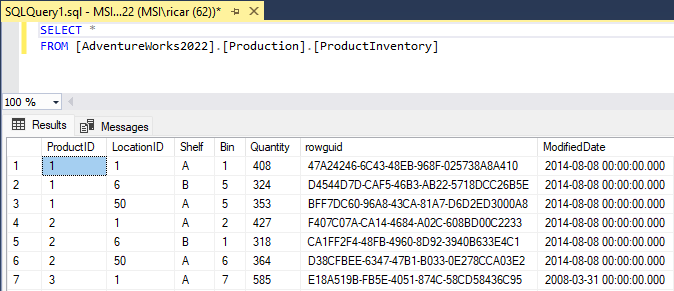 SQLQuery1.sql - MSI...22 (MSI\ricar (62))*
SELECT *
FROM [AdventureWorks2022].[Production].[ProductInventory]
100 %
Results Messages
ProductID LocationID Shelf Bin Quantity rowguid ModifiedDate
1 1 1 A 1 408 47A24246-6C43-48EB-968F-025738A8A410 2014-08-08 00:00:00.000
2 1 6 B 5 324 D4544D7D-CAF5-46B3-AB22-5718DCC26B5E 2014-08-08 00:00:00.000
3 1 50 A 5 353 BFF7DC60-96A8-43CA-81A7-D6D2ED3000A8 2014-08-08 00:00:00.000
4 2 1 A 2 427 F407C07A-CA14-4684-A02C-608BD00C2233 2014-08-08 00:00:00.000
5 2 6 B 1 318 CA1FF2F4-48FB-4960-8D92-3940B633E4C1 2014-08-08 00:00:00.000
6 2 50 A 6 364 D38CFBEE-6347-47B1-B033-0E278CCA03E2 2014-08-08 00:00:00.000
7 3 1 A 7 585 E18A519B-FB5E-4051-874C-58CD58436C95 2008-03-31 00:00:00.000